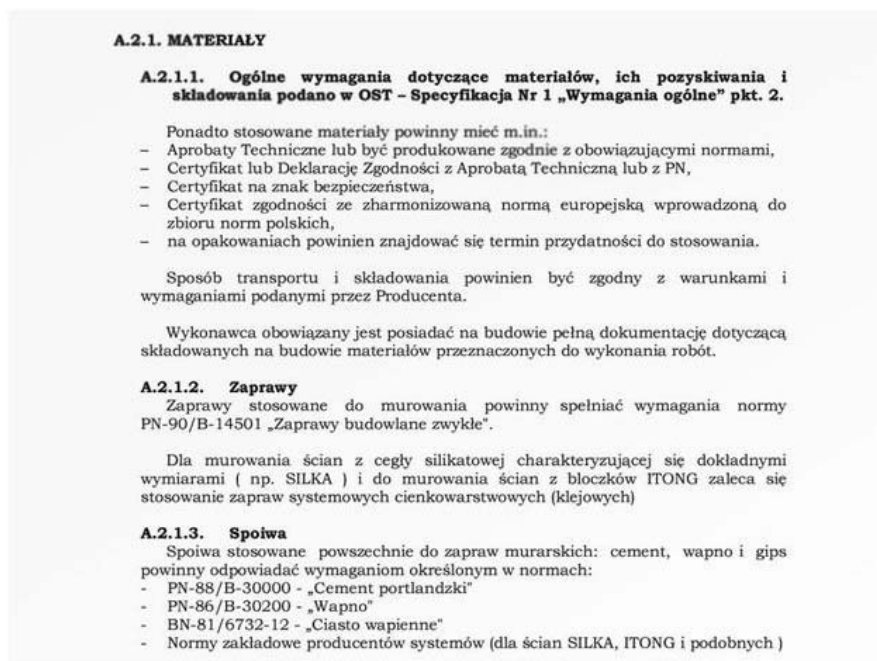 A.2.1. MATERIAŁY
A.2.1.1. Ogólne wymagania dotyczące materiałów, ich pozyskiwania i
składowania podano w OST – Specyfikacja Nr 1 „Wymagania ogólne” pkt. 2.
Ponadto stosowane materiały powinny mieć m.in.:
– Aprobaty Techniczne lub być produkowane zgodnie z obowiązującymi normami,
– Certyfikat lub Deklarację Zgodności z Aprobatą Techniczną lub z PN,
– Certyfikat na znak bezpieczeństwa,
– Certyfikat zgodności ze zharmonizowaną normą europejską wprowadzoną do
zbioru norm polskich,
– na opakowaniach powinien znajdować się termin przydatności do stosowania.
Sposób transportu i składowania powinien być zgodny z warunkami i
wymaganiami podanymi przez Producenta.
Wykonawca obowiązany jest posiadać na budowie pełną dokumentację dotyczącą
składowanych na budowie materiałów przeznaczonych do wykonania robót.
A.2.1.2. Zaprawy
Zaprawy stosowane do murowania powinny spełniać wymagania normy
PN-90/B-14501 „Zaprawy budowlane zwykłe".
Dla murowania ścian z cegły silikatowej charakteryzującej się dokładnymi
wymiarami ( np. SILKA ) i do murowania ścian z bloczków ITONG zaleca się
stosowanie zapraw systemowych cienkowarstwowych (klejowych)
A.2.1.3. Spoiwa
Spoiwa stosowane powszechnie do zapraw murarskich: cement, wapno i gips
powinny odpowiadać wymaganiom określonym w normach:
- PN-88/B-30000 - „Cement portlandzki"
- PN-86/B-30200 - „Wapno"
- BN-81/6732-12 - „Ciasto wapienne"
- Normy zakładowe producentów systemów (dla ścian SILKA, ITONG i podobnych )